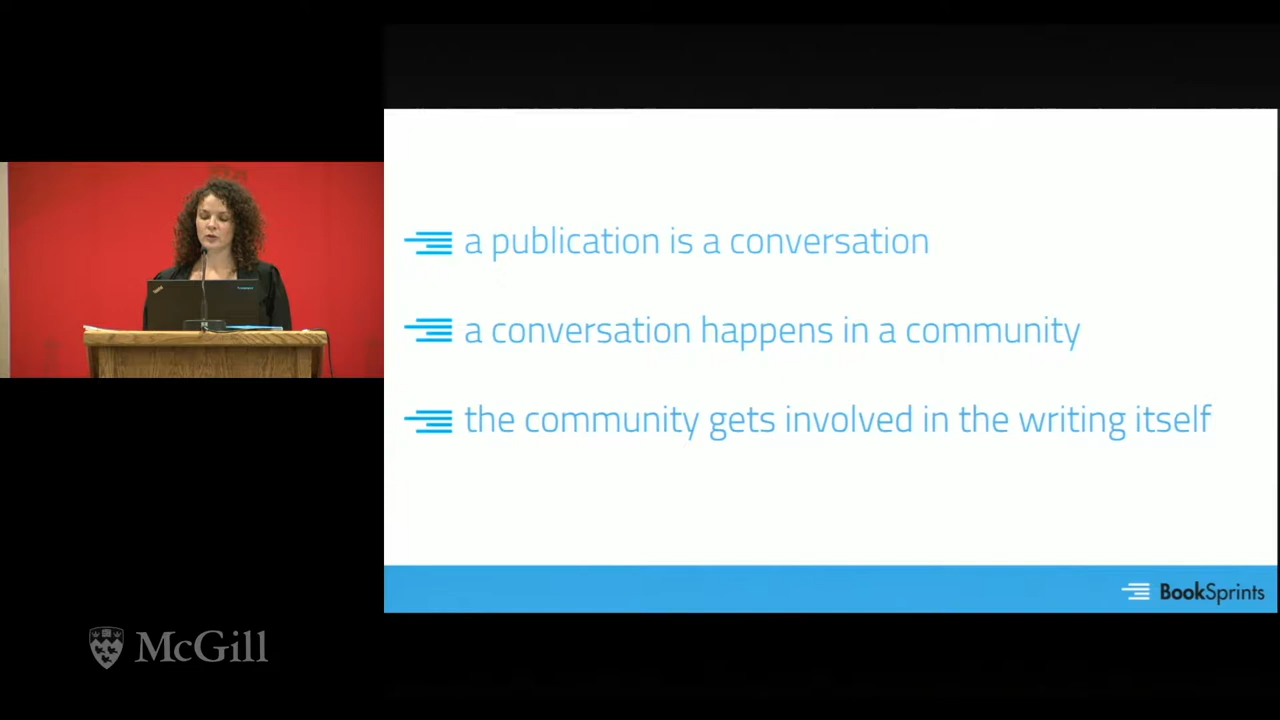 a publication is a conversation
a conversation happens in a community
the community gets involved in the writing itself
BookSprints
McGill